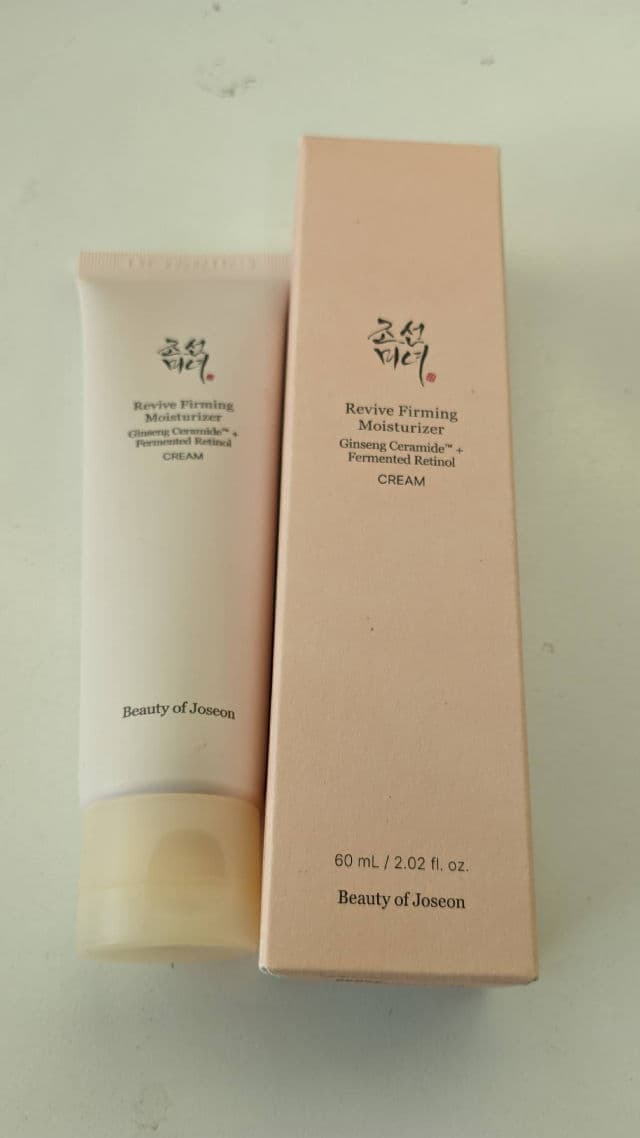 조선
미녀
Revive Firming
Moisturizer
Ginseng Ceramide™ +
Fermented Retinol
CREAM
Beauty of Joseon
조선
미녀
Revive Firming
Moisturizer
Ginseng Ceramide™ +
Fermented Retinol
CREAM
60 mL / 2.02 fl. oz.
Beauty of Joseon